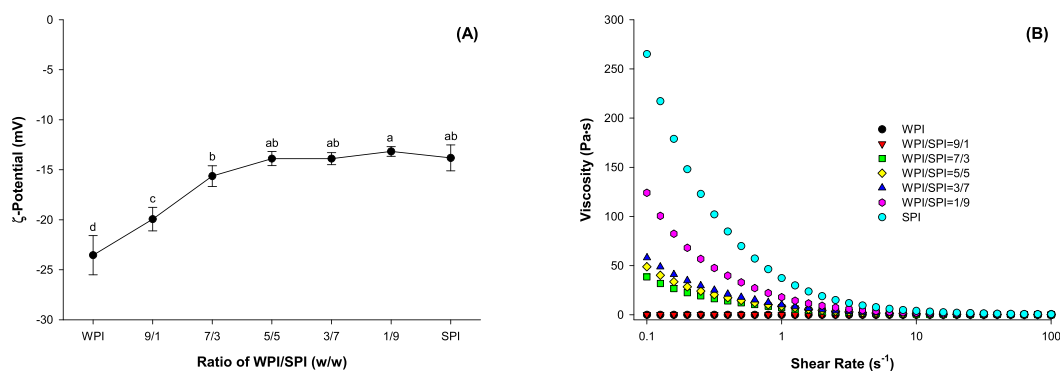 (A)
ζ-Potential (mV)
0
-5
-10
-15
-20
-25
-30
d
c
b
ab
ab
a
ab
WPI
9/1
7/3
5/5
3/7
1/9
SPI
Ratio of WPI/SPI (w/w)
(B)
Viscosity (Pa•s)
300
250
200
150
100
50
0
WPI
WPI/SPI=9/1
WPI/SPI=7/3
WPI/SPI=5/5
WPI/SPI=3/7
WPI/SPI=1/9
SPI
0.1
1
10
100
Shear Rate (s⁻¹)